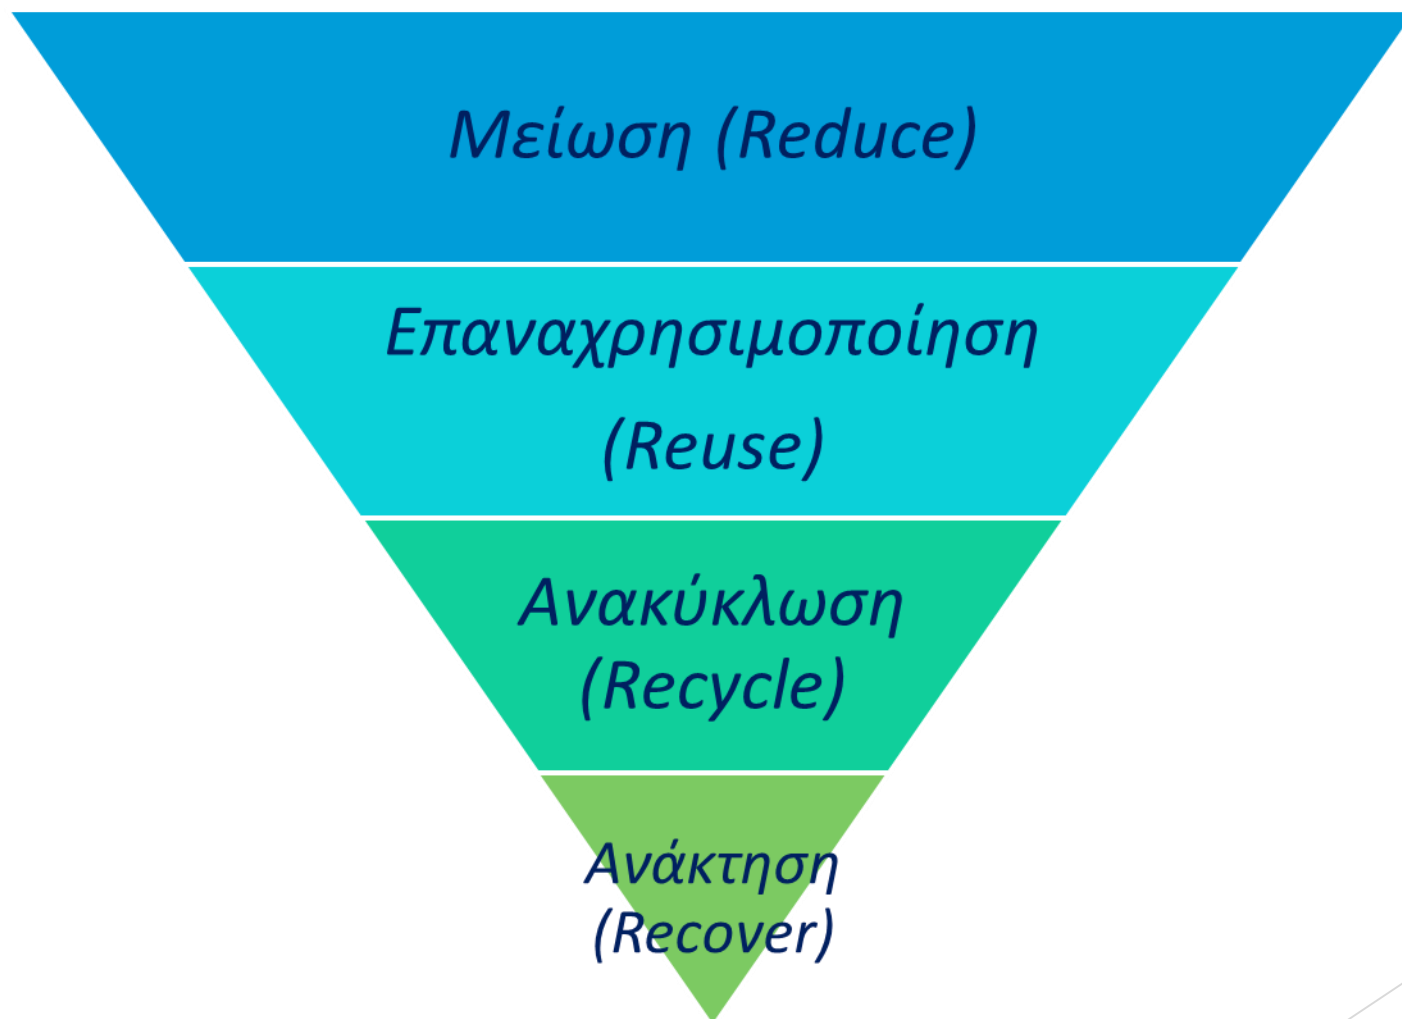 Μείωση (Reduce)
Επαναχρησιμοποίηση
(Reuse)
Ανακύκλωση
(Recycle)
Ανάκτηση
(Recover)